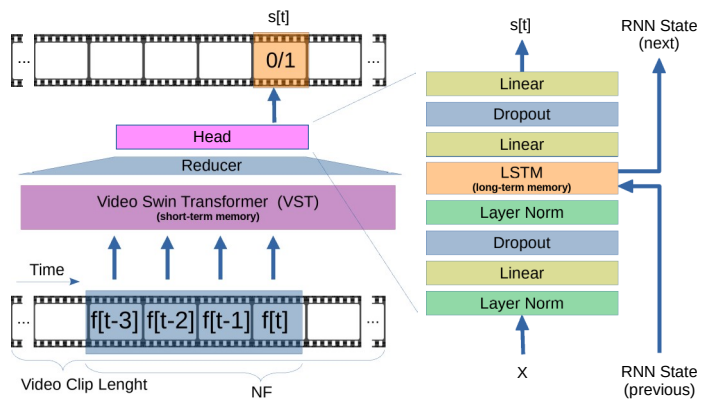 s[t]
...
0/1
...
Head
Reducer
Video Swin Transformer (VST)
(short-term memory)
Time
...
f[t-3]
f[t-2]
f[t-1]
f[t]
...
Video Clip Lenght
NF
s[t]
RNN State
(next)
Linear
Dropout
Linear
LSTM
(long-term memory)
Layer Norm
Dropout
Linear
Layer Norm
X
RNN State
(previous)